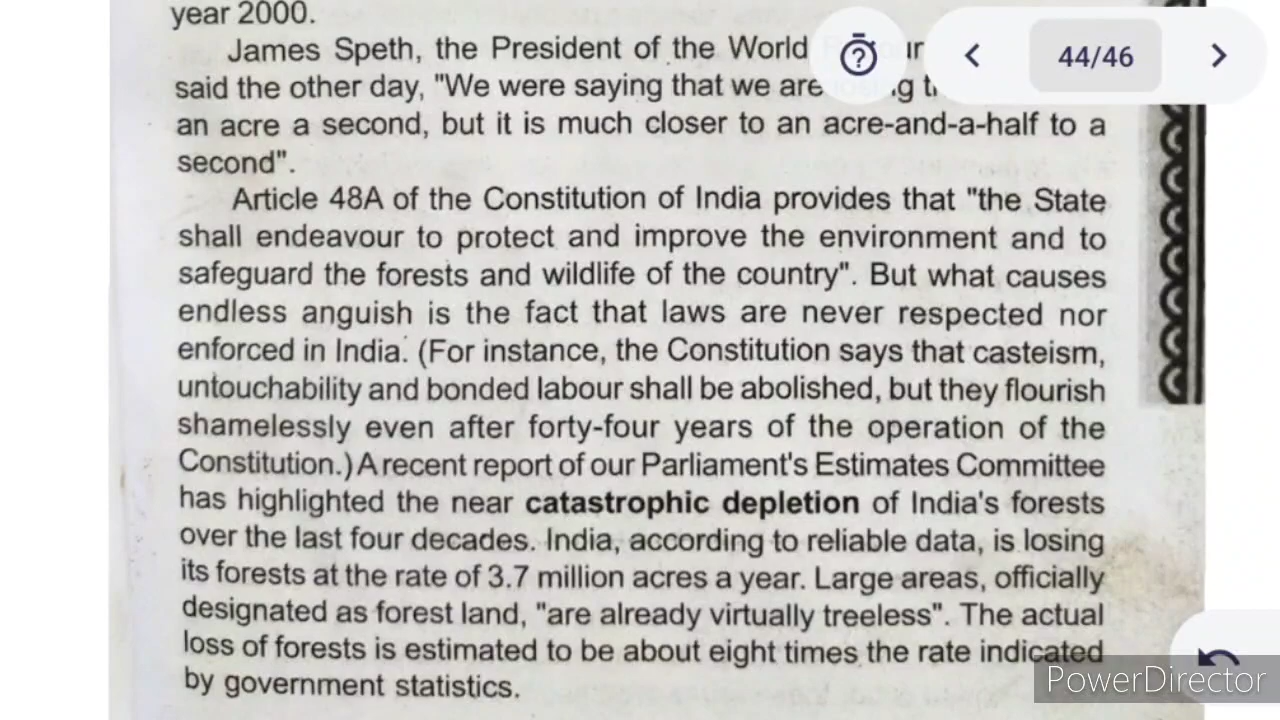 year 2000.
James Speth, the President of the World
said the other day, "We were saying that we are
an acre a second, but it is much closer to an acre-and-a-half to a
second".
Article 48A of the Constitution of India provides that "the State
shall endeavour to protect and improve the environment and to
safeguard the forests and wildlife of the country". But what causes
endless anguish is the fact that laws are never respected nor
enforced in India. (For instance, the Constitution says that casteism,
untouchability and bonded labour shall be abolished, but they flourish
shamelessly even after forty-four years of the operation of the
Constitution.) A recent report of our Parliament's Estimates Committee
has highlighted the near catastrophic depletion of India's forests
over the last four decades. India, according to reliable data, is losing
its forests at the rate of 3.7 million acres a year. Large areas, officially
designated as forest land, "are already virtually treeless". The actual
loss of forests is estimated to be about eight times the rate indicated
by government statistics.
44/46
PowerDirector